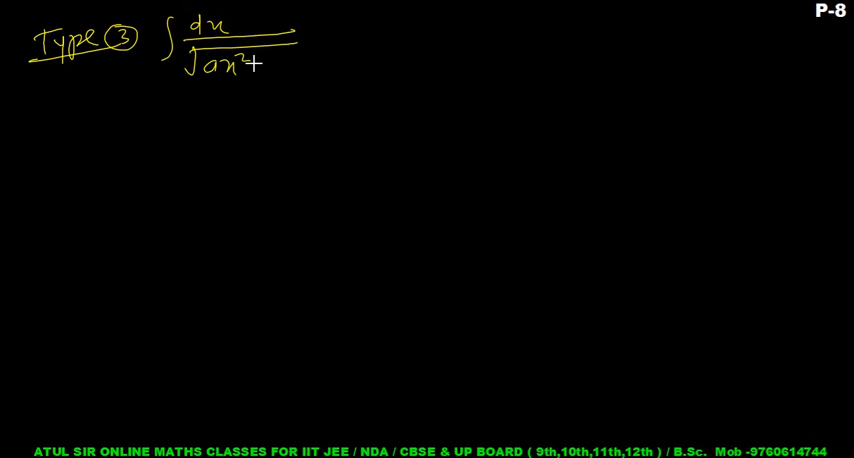 P-8
Type ③ ∫ dx / √ax²
ATUL SIR ONLINE MATHS CLASSES FOR IIT JEE / NDA / CBSE & UP BOARD ( 9th,10th,11th,12th ) / B.Sc. Mob -9760614744